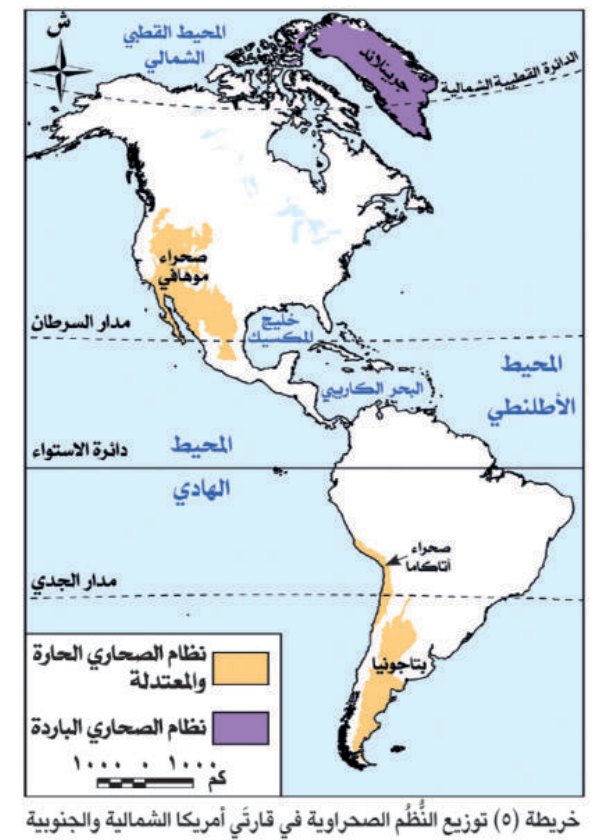 ش
المحيط القطبي
الشمالي
جرينلاند
الدائرة القطبية الشمالية
صحراء
موهافي
مدار السرطان
خليج
المكسيك
المحيط
الأطلنطي
البحر الكاريبي
دائرة الاستواء
المحيط
الهادي
صحراء
أتاكاما
مدار الجدي
بتاجونيا
نظام الصحاري الحارة
والمعتدلة
نظام الصحاري الباردة
١٠٠٠ ٠ ١٠٠٠
كم
خريطة (٥) توزيع النُّظُم الصحراوية في قارتَي أمريكا الشمالية والجنوبية